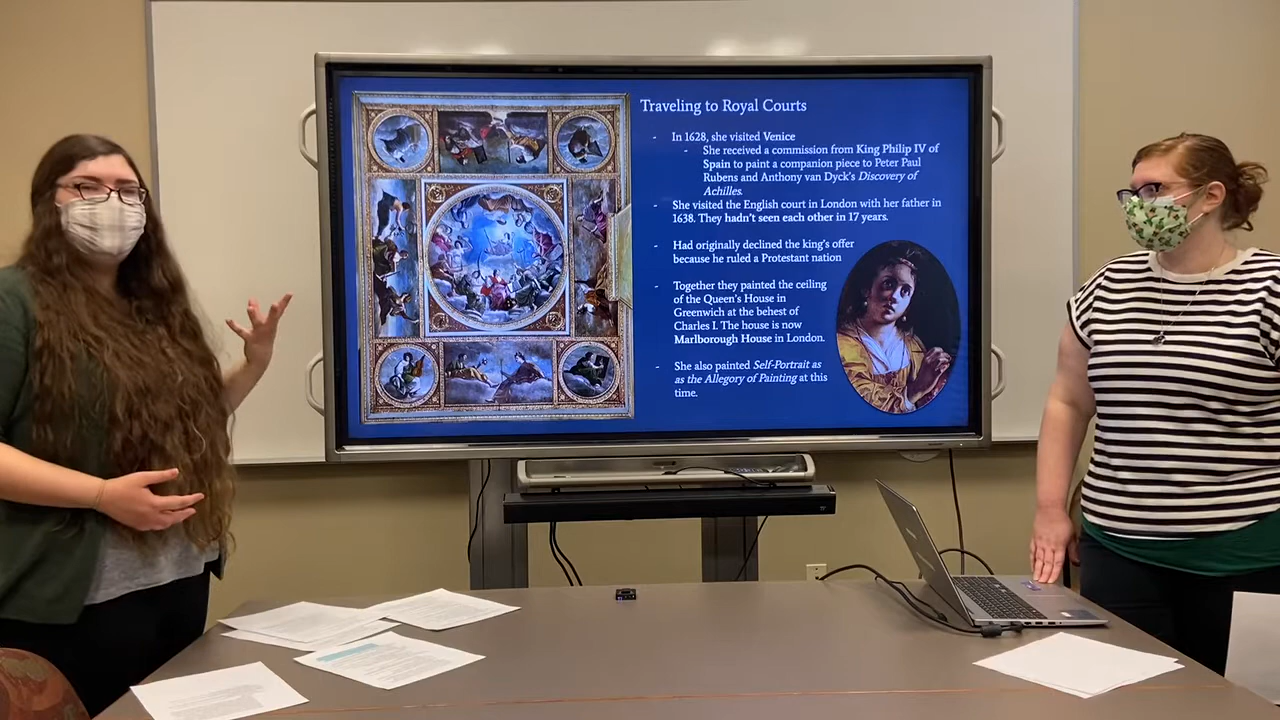 Traveling to Royal Courts
- In 1628, she visited Venice
- She received a commission from King Philip IV of
Spain to paint a companion piece to Peter Paul
Rubens and Anthony van Dyck's Discovery of
Achilles.
- She visited the English court in London with her father in
1638. They hadn't seen each other in 17 years.
- Had originally declined the king's offer
because he ruled a Protestant nation
- Together they painted the ceiling
of the Queen's House in
Greenwich at the behest of
Charles I. The house is now
Marlborough House in London.
- She also painted Self-Portrait as
as the Allegory of Painting at this
time.